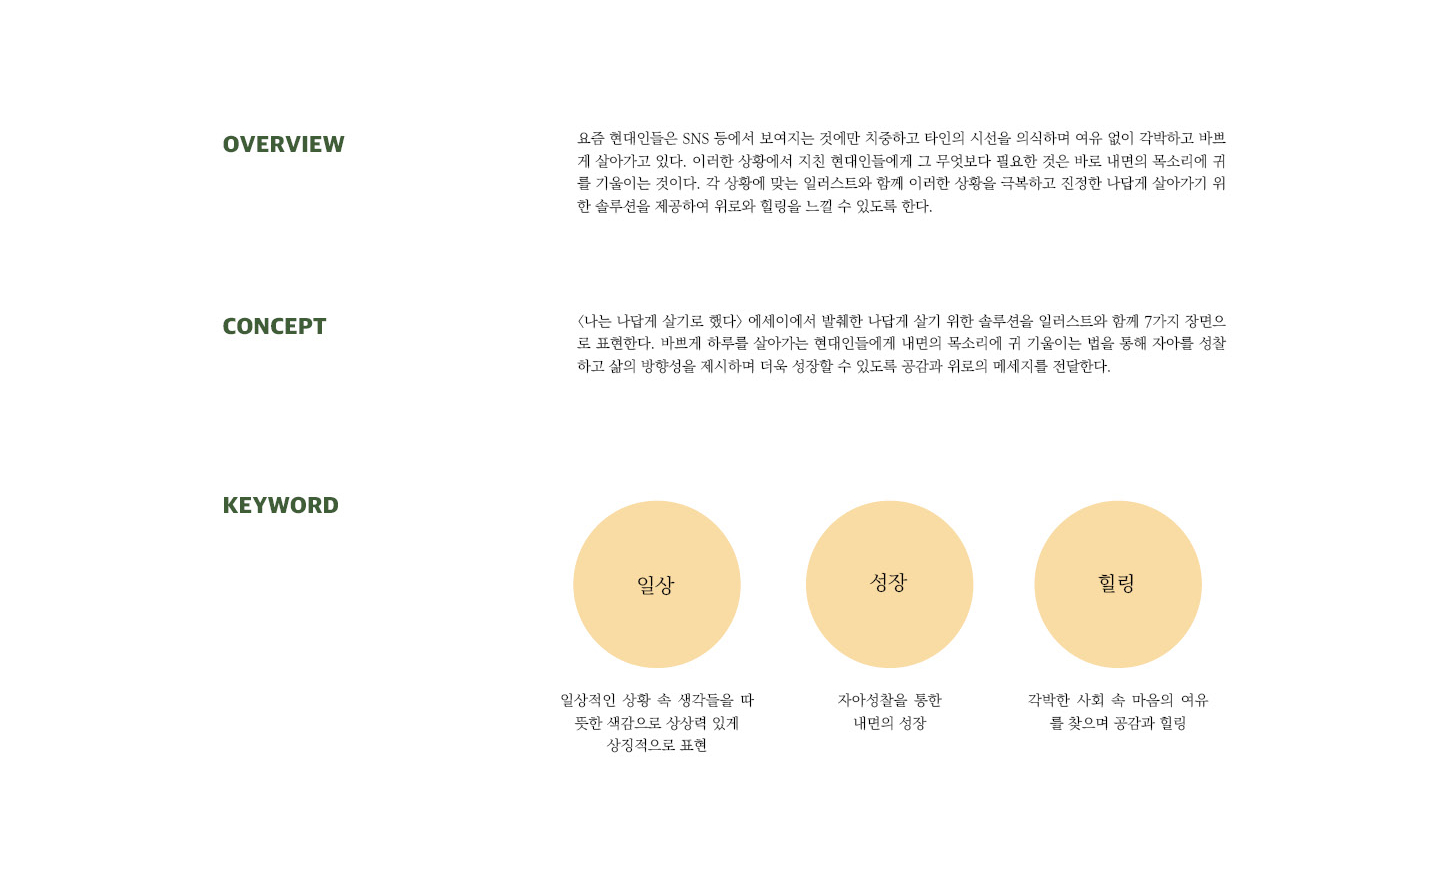 OVERVIEW
요즘 현대인들은 SNS 등에서 보여지는 것에만 치중하고 타인의 시선을 의식하며 여유 없이 각박하고 바쁘
게 살아가고 있다. 이러한 상황에서 지친 현대인들에게 그 무엇보다 필요한 것은 바로 내면의 목소리에 귀
를 기울이는 것이다. 각 상황에 맞는 일러스트와 함께 이러한 상황을 극복하고 진정한 나답게 살아가기 위
한 솔루션을 제공하여 위로와 힐링을 느낄 수 있도록 한다.
CONCEPT
〈나는 나답게 살기로 했다〉 에세이에서 발췌한 나답게 살기 위한 솔루션을 일러스트와 함께 7가지 장면으
로 표현한다. 바쁘게 하루를 살아가는 현대인들에게 내면의 목소리에 귀 기울이는 법을 통해 자아를 성찰
하고 삶의 방향성을 제시하며 더욱 성장할 수 있도록 공감과 위로의 메세지를 전달한다.
KEYWORD
일상
일상적인 상황 속 생각들을 따
뜻한 색감으로 상상력 있게
상징적으로 표현
성장
자아성찰을 통한
내면의 성장
힐링
각박한 사회 속 마음의 여유
를 찾으며 공감과 힐링